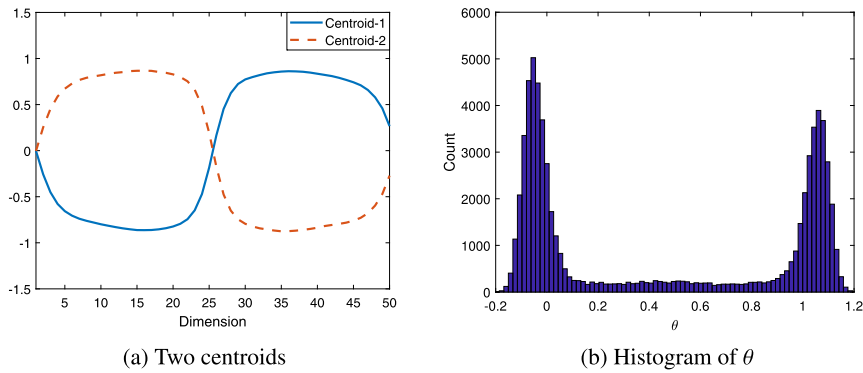 1.5
1
0.5
0
-0.5
-1
-1.5
Centroid-1
Centroid-2
5 10 15 20 25 30 35 40 45 50
Dimension
(a) Two centroids
6000
5000
4000
3000
2000
1000
0
Count
-0.2 0 0.2 0.4 0.6 0.8 1 1.2
θ
(b) Histogram of θ